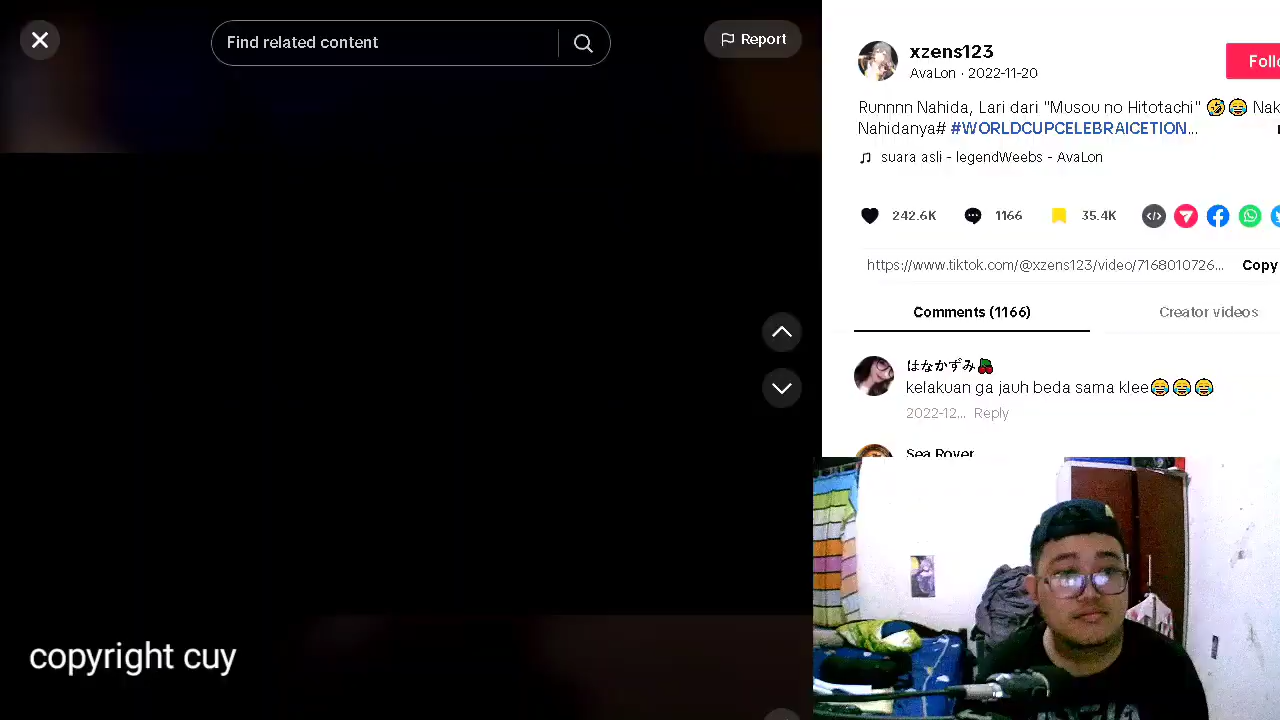 Find related content
Report
xzens123
AvaLon · 2022-11-20
Follo
Runnnn Nahida, Lari dari "Musou no Hitotachi" 🤣😂 Nak
Nahidanya# #WORLDCUPCELEBRAICETION...
suara asli - legendWeebs - AvaLon
242.6K
1166
35.4K
https://www.tiktok.com/@xzens123/video/7168010726...
Copy
Comments (1166)
Creator videos
はなかずみ🍒
kelakuan ga jauh beda sama klee😂😂😂
2022-12... Reply
Sea Rover
copyright cuy